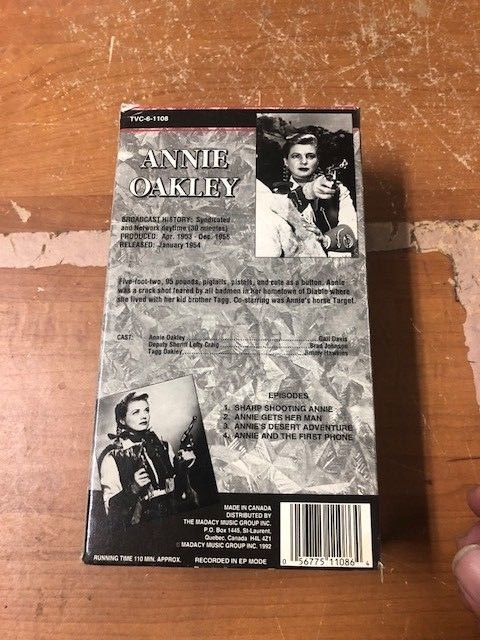 TVC-6-1108
ANNIE
OAKLEY
BROADCAST HISTORY: Syndicated
and Network daytime (30 minutes)
PRODUCED: Apr. 1953 - Dec. 1956
RELEASED: January 1954
Five-foot-two, 95 pounds, pigtails, pistols, and cute as a button, Annie
was a crack shot feared by all badmen in her hometown of Diablo where
she lived with her kid brother Tagg. Co-starring was Annie's horse Target.
CAST: Annie Oakley Gail Davis
Deputy Sheriff Lofty Craig Brad Johnson
Tagg Oakley Jimmy Hawkins
EPISODES
1. SHARP SHOOTING ANNIE
2. ANNIE GETS HER MAN
3. ANNIE'S DESERT ADVENTURE
4. ANNIE AND THE FIRST PHONE
MADE IN CANADA
DISTRIBUTED BY
THE MADACY MUSIC GROUP INC.
P.O. Box 1445, St-Laurent,
Quebec, Canada H4L 4Z1
© MADACY MUSIC GROUP INC. 1992
RUNNING TIME 110 MIN. APPROX.
RECORDED IN EP MODE
0 56775 11086 4